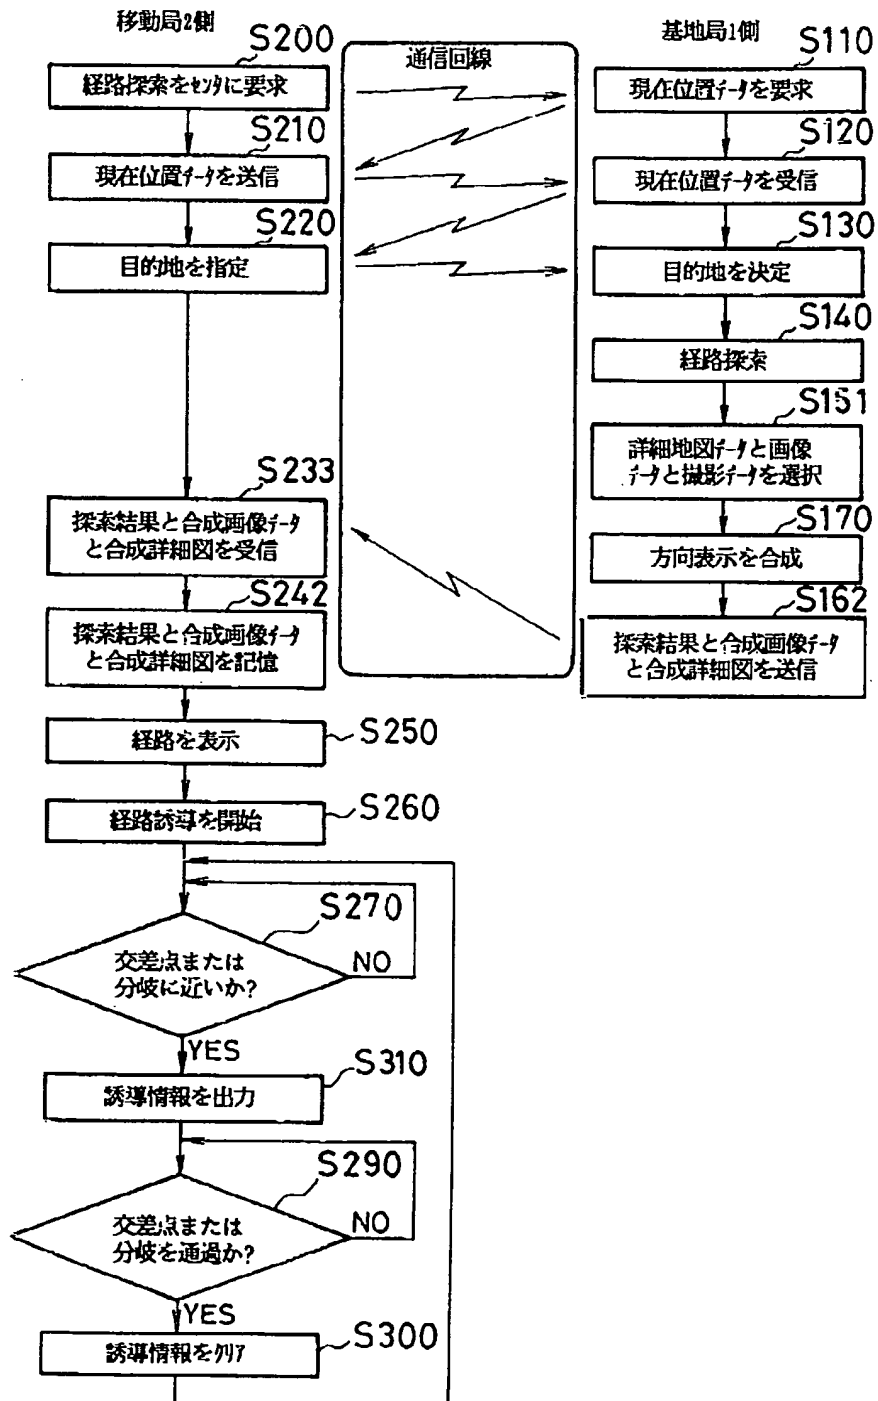 移動局2側
S200
経路探索をセンタに要求
S210
現在位置データを送信
S220
目的地を指定
S233
探索結果と合成画像データ
と合成詳細図を受信
S242
探索結果と合成画像データ
と合成詳細図を記憶
経路を表示
S250
経路誘導を開始
S260
S270
交差点または
分岐に近いか?
NO
YES
S310
誘導情報を出力
S290
交差点または
分岐を通過か?
NO
YES
S300
誘導情報をクリア
通信回線
基地局1側
S110
現在位置データを要求
S120
現在位置データを受信
S130
目的地を決定
S140
経路探索
S151
詳細地図データと画像
データと撮影データを選択
S170
方向表示を合成
S162
探索結果と合成画像データ
と合成詳細図を送信